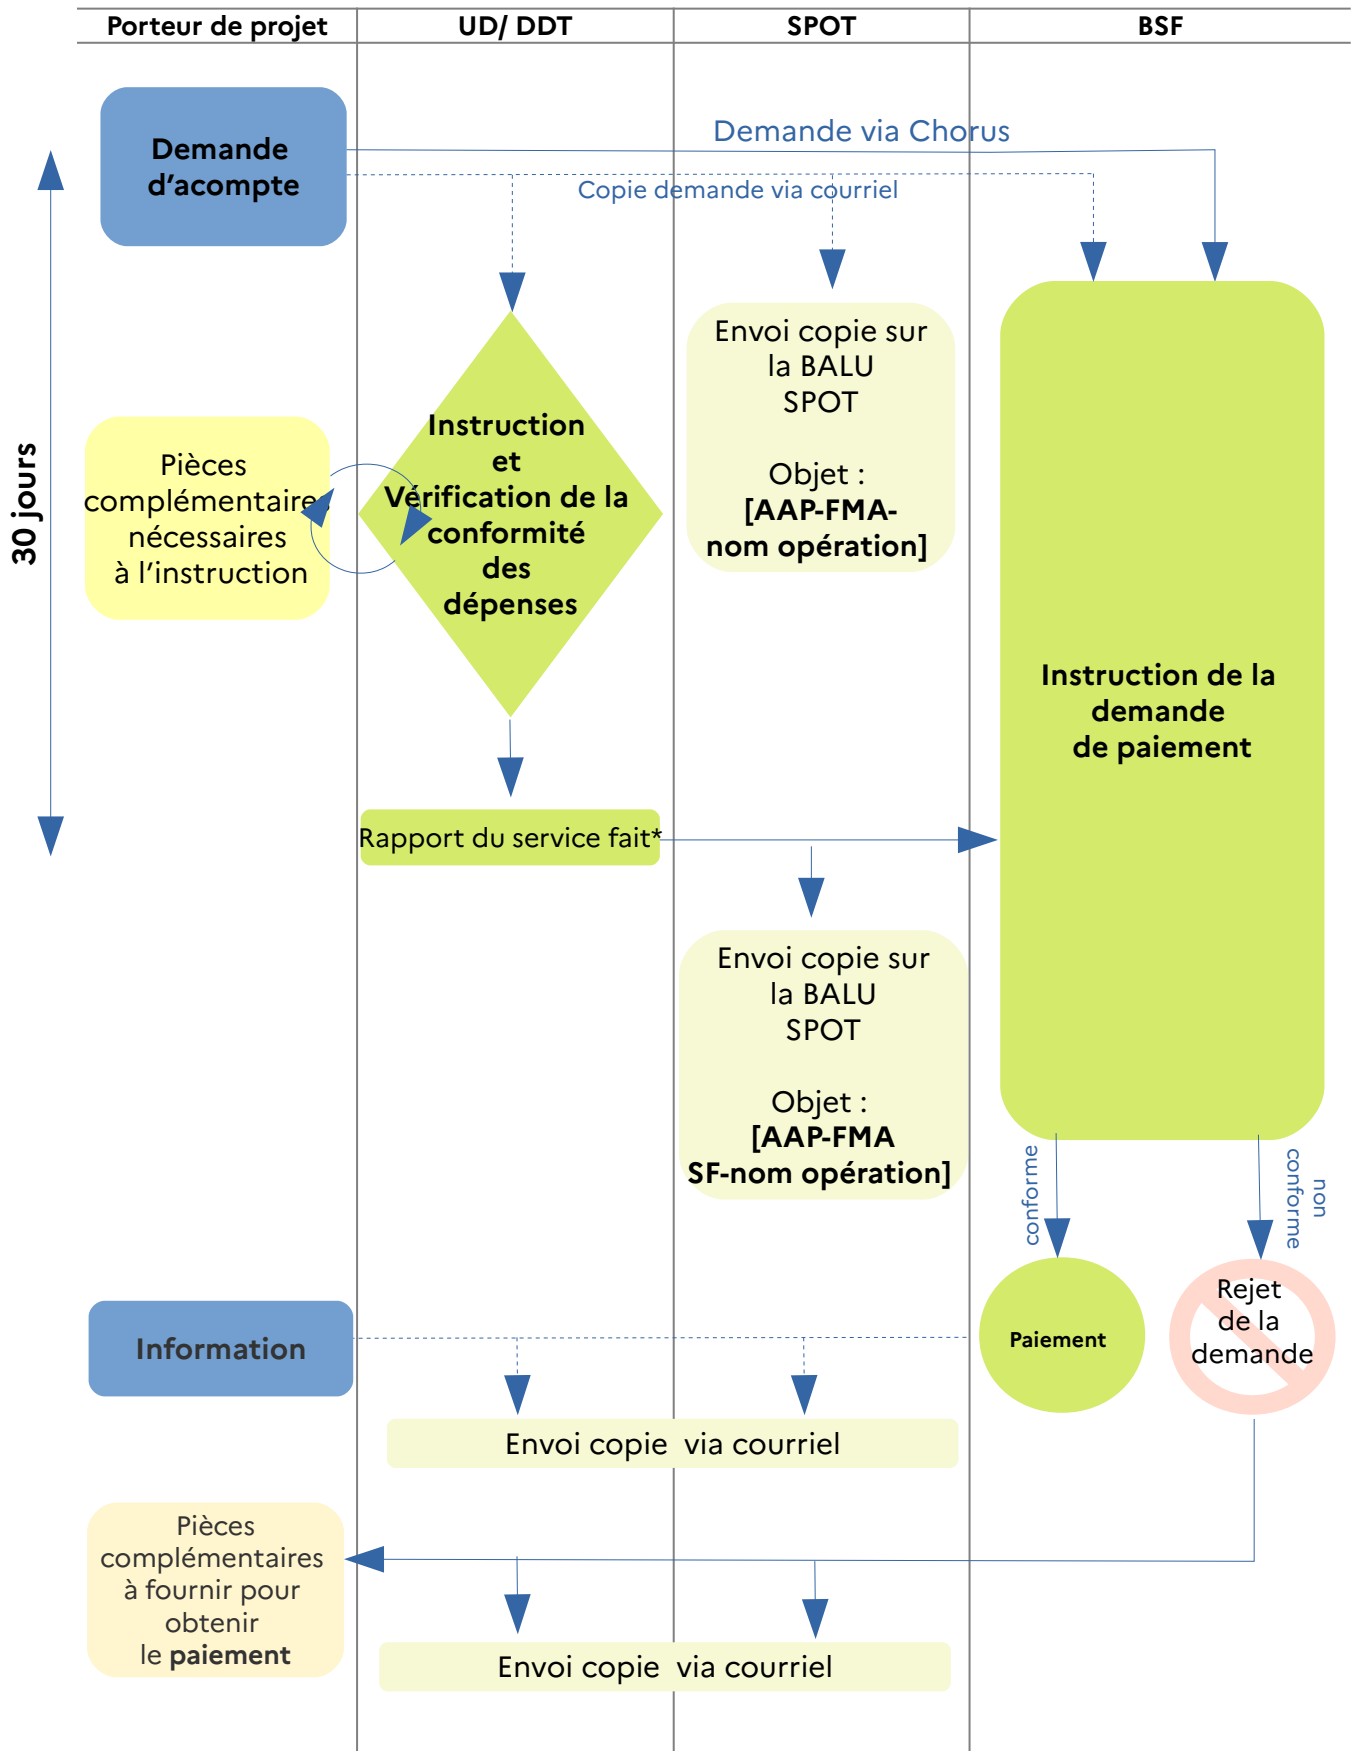 Porteur de projet
UD/ DDT
SPOT
BSF
Demande
d'acompte
Demande via Chorus
Copie demande via courriel
30 jours
Pièces
complémentaires
nécessaires
à l'instruction
Instruction
et
Vérification de la
conformité
des
dépenses
Envoi copie sur
la BALU
SPOT
Objet :
[AAP-FMA-
nom opération]
Instruction de la
demande
de paiement
Rapport du service fait*
Envoi copie sur
la BALU
SPOT
Objet :
[AAP-FMA
SF-nom opération]
conforme
non
conforme
Information
Paiement
Rejet
de la
demande
Envoi copie  via courriel
Pièces
complémentaires
à fournir pour
obtenir
le paiement
Envoi copie  via courriel